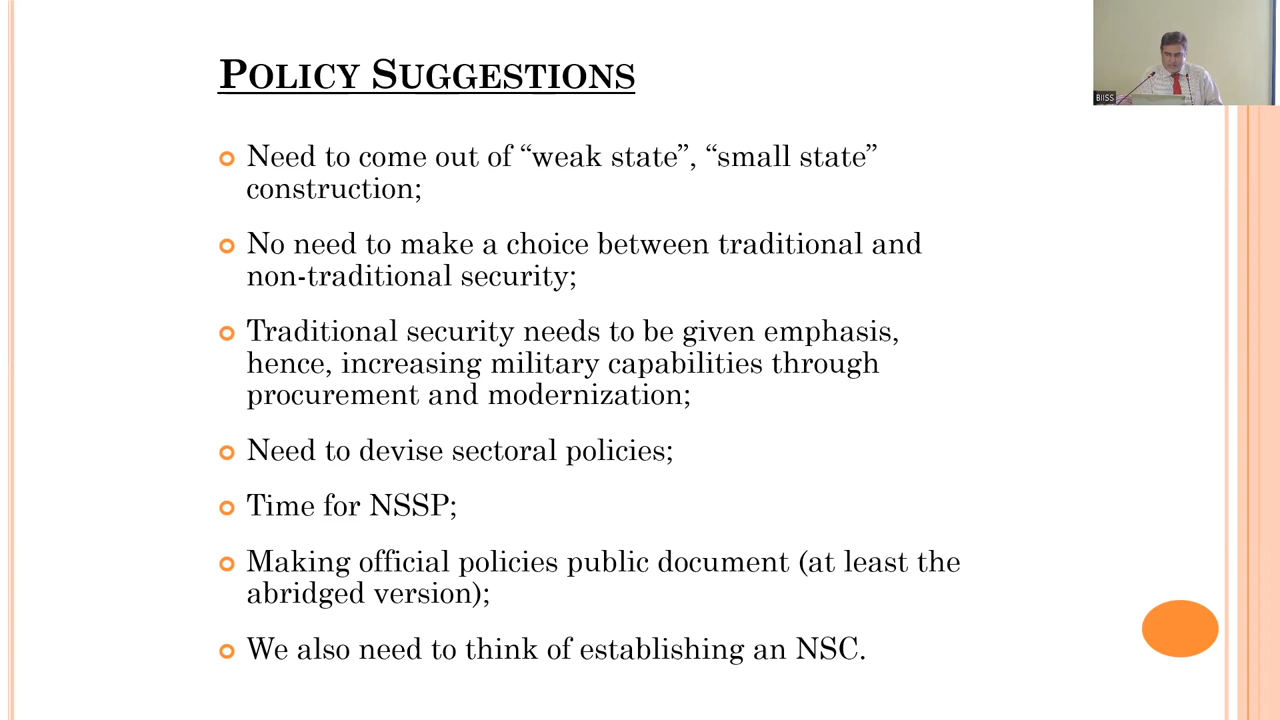 POLICY SUGGESTIONS
BIISS
Need to come out of “weak state”, “small state”
construction;
No need to make a choice between traditional and
non-traditional security;
Traditional security needs to be given emphasis,
hence, increasing military capabilities through
procurement and modernization;
Need to devise sectoral policies;
Time for NSSP;
Making official policies public document (at least the
abridged version);
We also need to think of establishing an NSC.